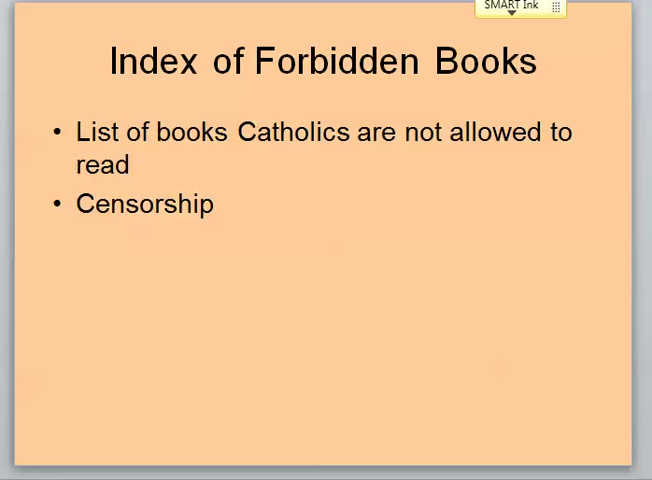 SMART Ink
Index of Forbidden Books
• List of books Catholics are not allowed to
read
• Censorship